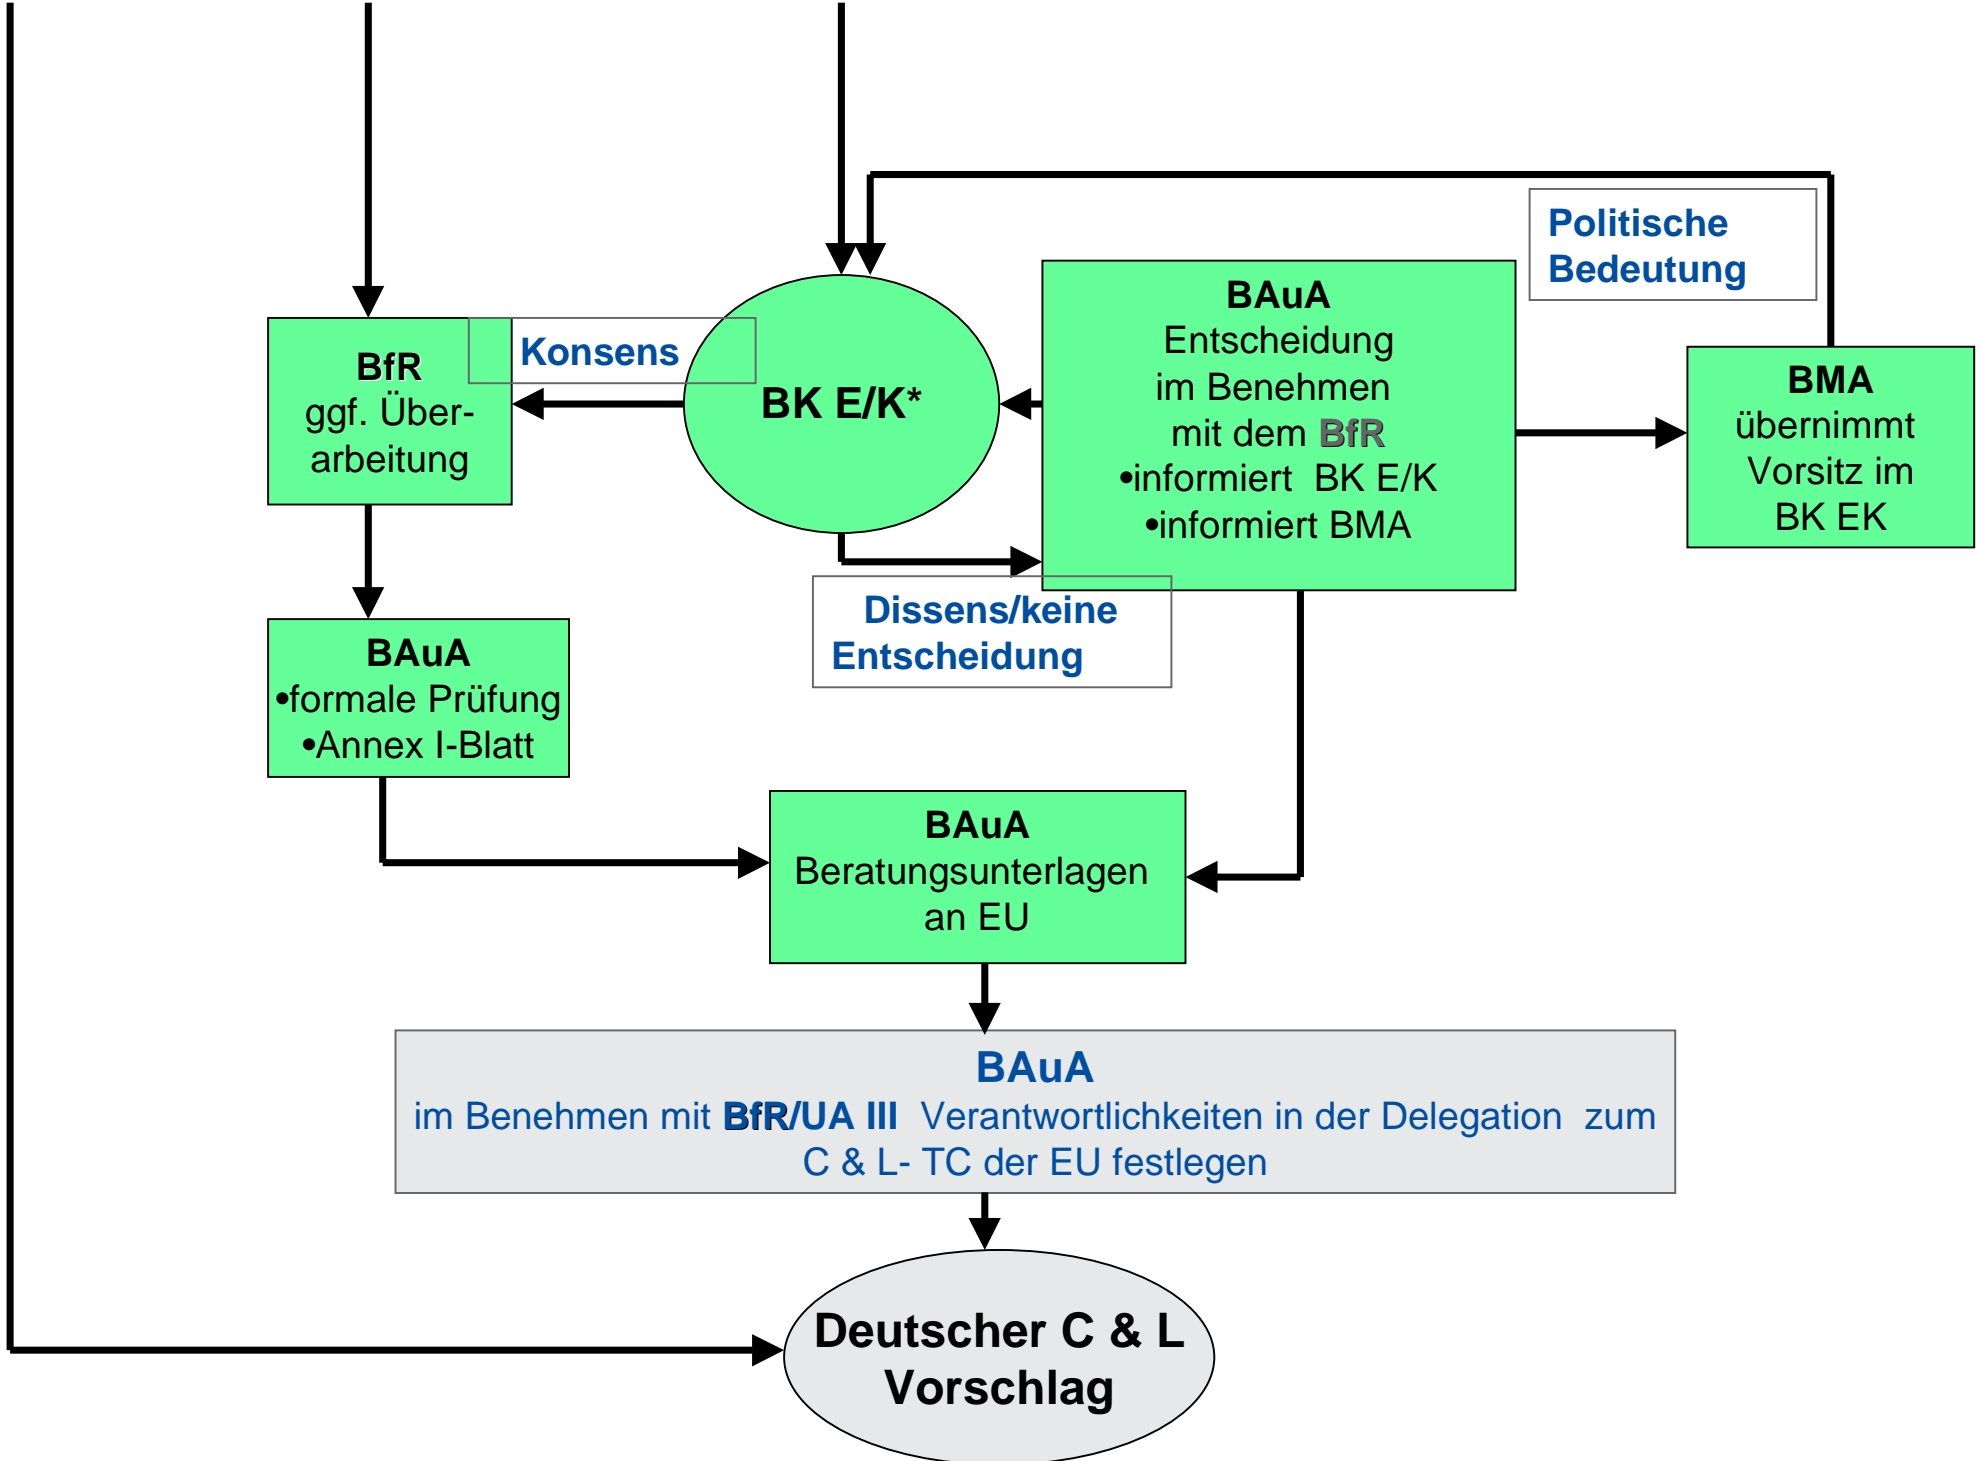 Politische
Bedeutung
BAuA
Entscheidung
im Benehmen
mit dem BfR
•informiert  BK E/K
•informiert BMA
BfR
ggf. Über-
arbeitung
Konsens
BK E/K*
BMA
übernimmt
Vorsitz im
BK EK
Dissens/keine
Entscheidung
BAuA
•formale Prüfung
•Annex I-Blatt
BAuA
Beratungsunterlagen
an EU
BAuA
im Benehmen mit BfR/UA III  Verantwortlichkeiten in der Delegation  zum
C & L- TC der EU festlegen
Deutscher C & L
Vorschlag